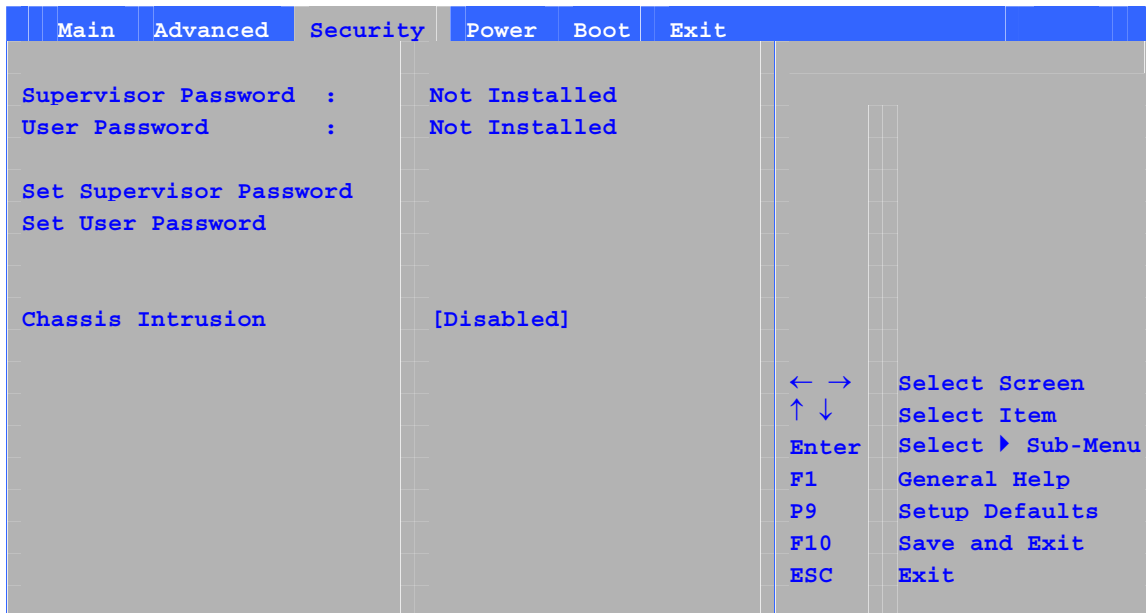 Main Advanced Security Power Boot Exit
Supervisor Password : Not Installed
User Password : Not Installed
Set Supervisor Password
Set User Password
Chassis Intrusion [Disabled]
← → Select Screen
↑ ↓ Select Item
Enter Select ▶ Sub-Menu
F1 General Help
P9 Setup Defaults
F10 Save and Exit
ESC Exit